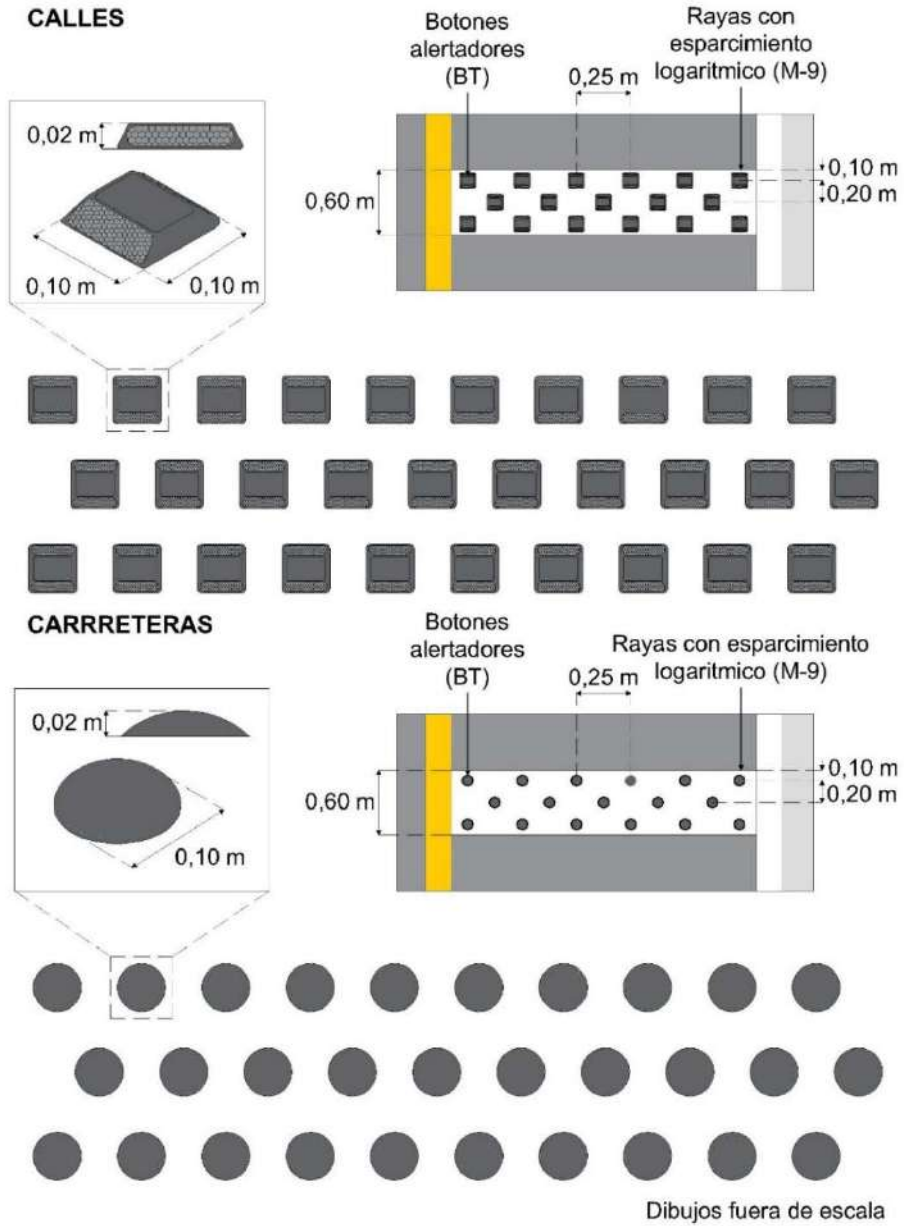 CALLES
Botones
alertadores
(BT)
Rayas con
esparcimiento
logaritmico (M-9)
0,25 m
0,02 m
0,10 m
0,10 m
0,60 m
0,10 m
0,20 m
CARRRETERAS
Botones
alertadores
(BT)
Rayas con esparcimiento
logaritmico (M-9)
0,25 m
0,02 m
0,10 m
0,60 m
0,10 m
0,20 m
Dibujos fuera de escala